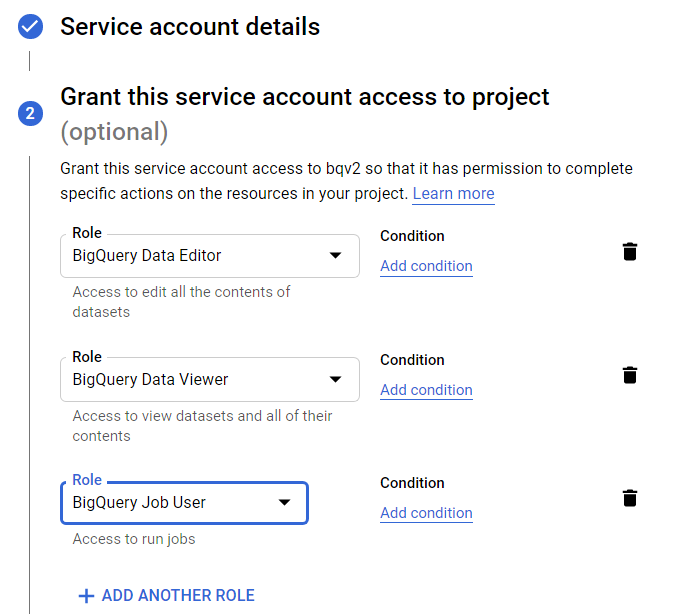 Service account details
2
Grant this service account access to project
(optional)
Grant this service account access to bqv2 so that it has permission to complete
specific actions on the resources in your project. Learn more
Role
BigQuery Data Editor
Access to edit all the contents of
datasets
Condition
Add condition
Role
BigQuery Data Viewer
Access to view datasets and all of their
contents
Condition
Add condition
Role
BigQuery Job User
Access to run jobs
Condition
Add condition
ADD ANOTHER ROLE